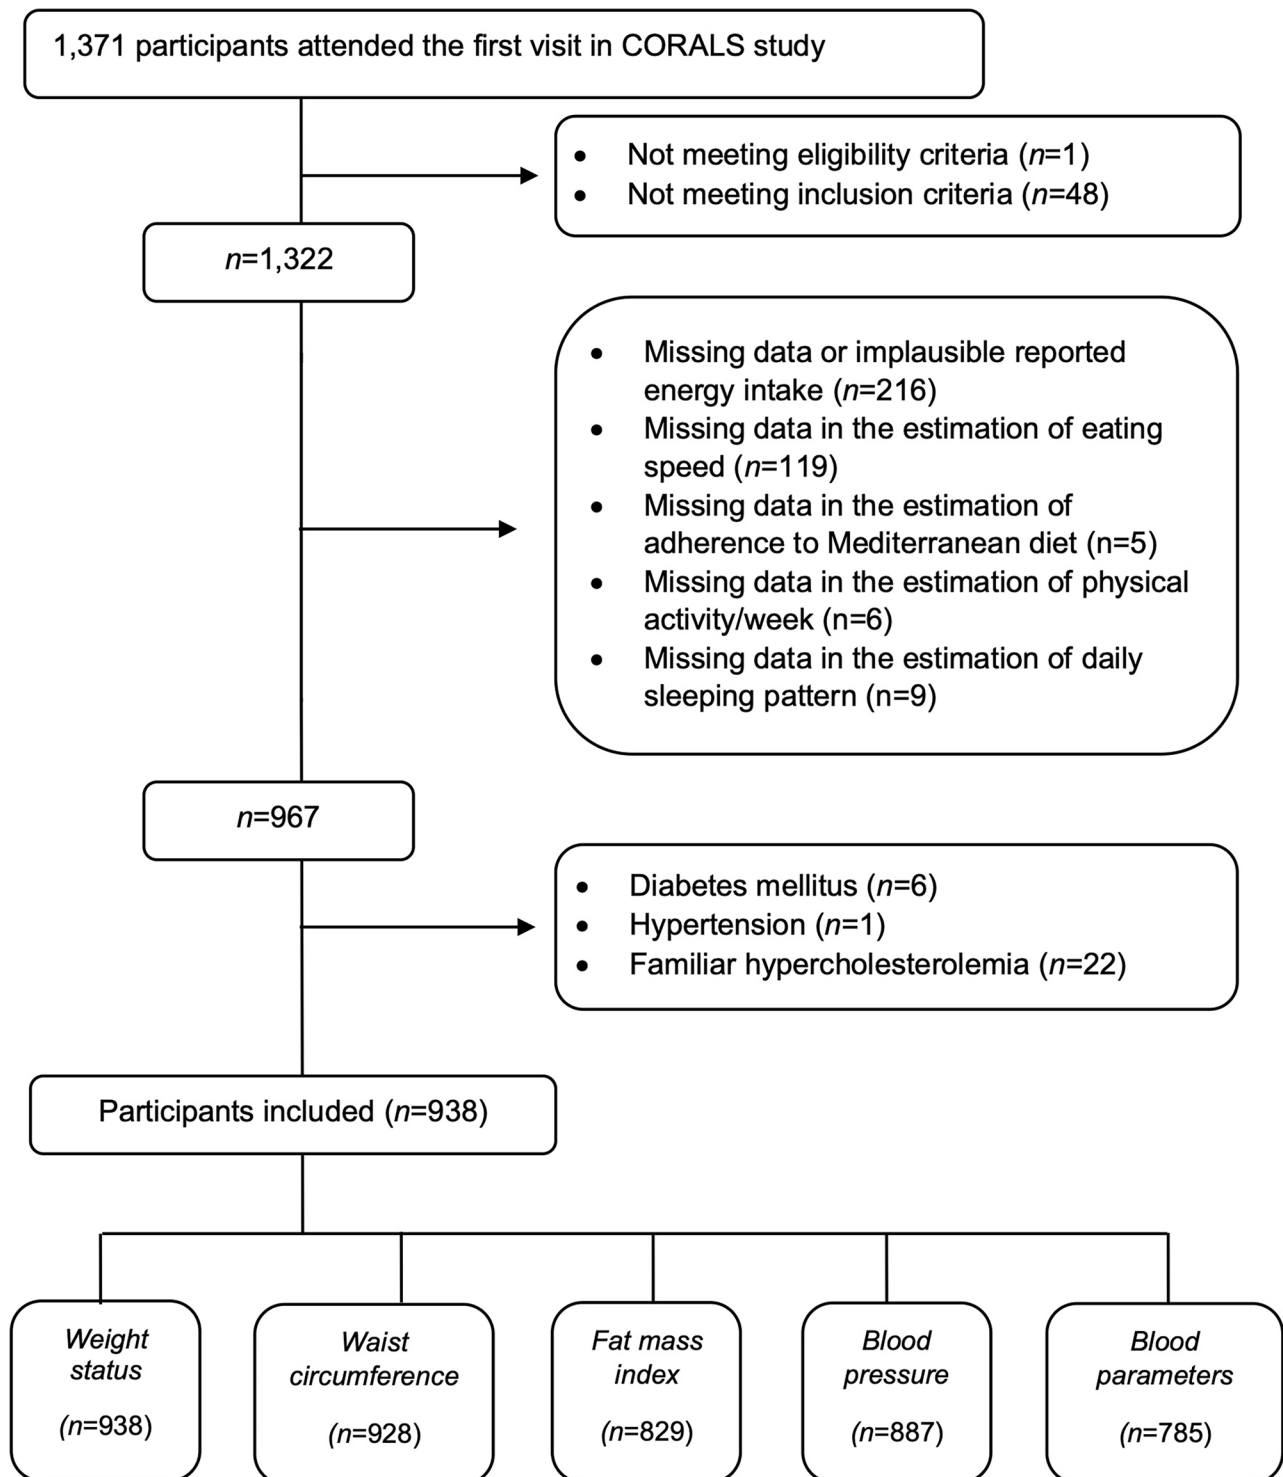 1,371 participants attended the first visit in CORALS study
• Not meeting eligibility criteria (n=1)
• Not meeting inclusion criteria (n=48)
n=1,322
• Missing data or implausible reported
energy intake (n=216)
• Missing data in the estimation of eating
speed (n=119)
• Missing data in the estimation of
adherence to Mediterranean diet (n=5)
• Missing data in the estimation of physical
activity/week (n=6)
• Missing data in the estimation of daily
sleeping pattern (n=9)
n=967
• Diabetes mellitus (n=6)
• Hypertension (n=1)
• Familiar hypercholesterolemia (n=22)
Participants included (n=938)
Weight
status
(n=938)
Waist
circumference
(n=928)
Fat mass
index
(n=829)
Blood
pressure
(n=887)
Blood
parameters
(n=785)